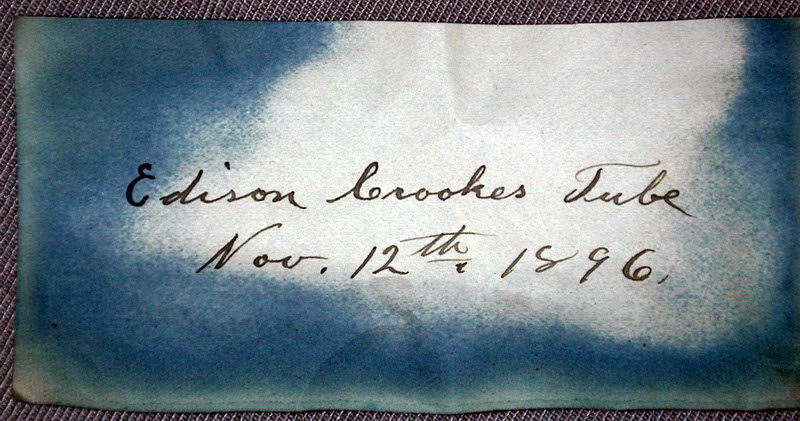 Edison Crookes Tube
Nov. 12th. 1896.